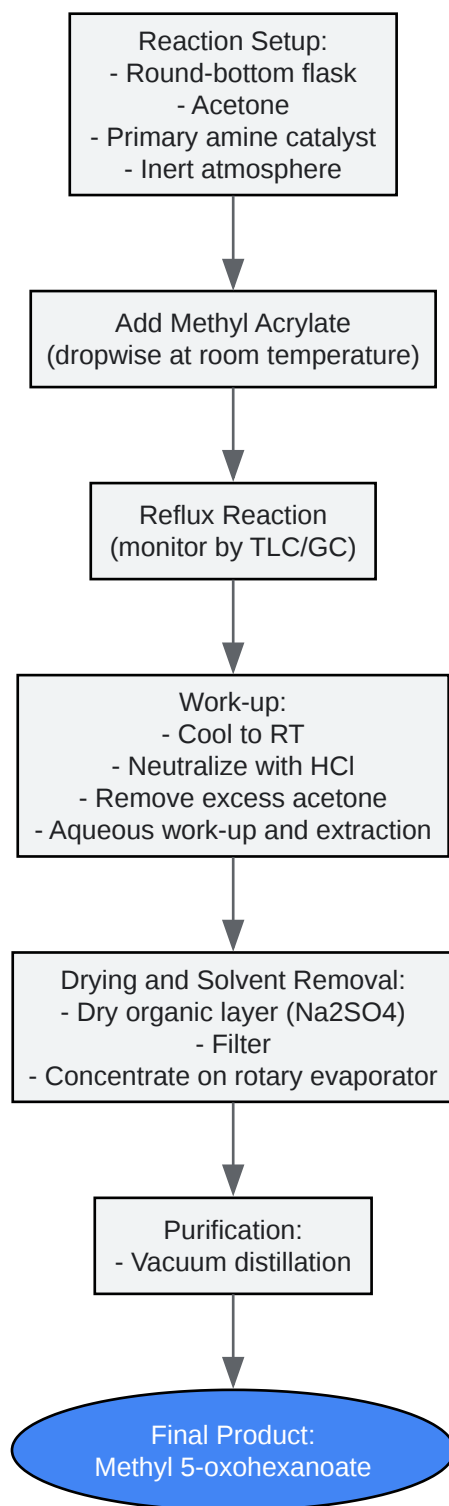 Reaction Setup:
- Round-bottom flask
- Acetone
- Primary amine catalyst
- Inert atmosphere
Add Methyl Acrylate
(dropwise at room temperature)
Reflux Reaction
(monitor by TLC/GC)
Work-up:
- Cool to RT
- Neutralize with HCl
- Remove excess acetone
- Aqueous work-up and extraction
Drying and Solvent Removal:
- Dry organic layer (Na2SO4)
- Filter
- Concentrate on rotary evaporator
Purification:
- Vacuum distillation
Final Product:
Methyl 5-oxohexanoate